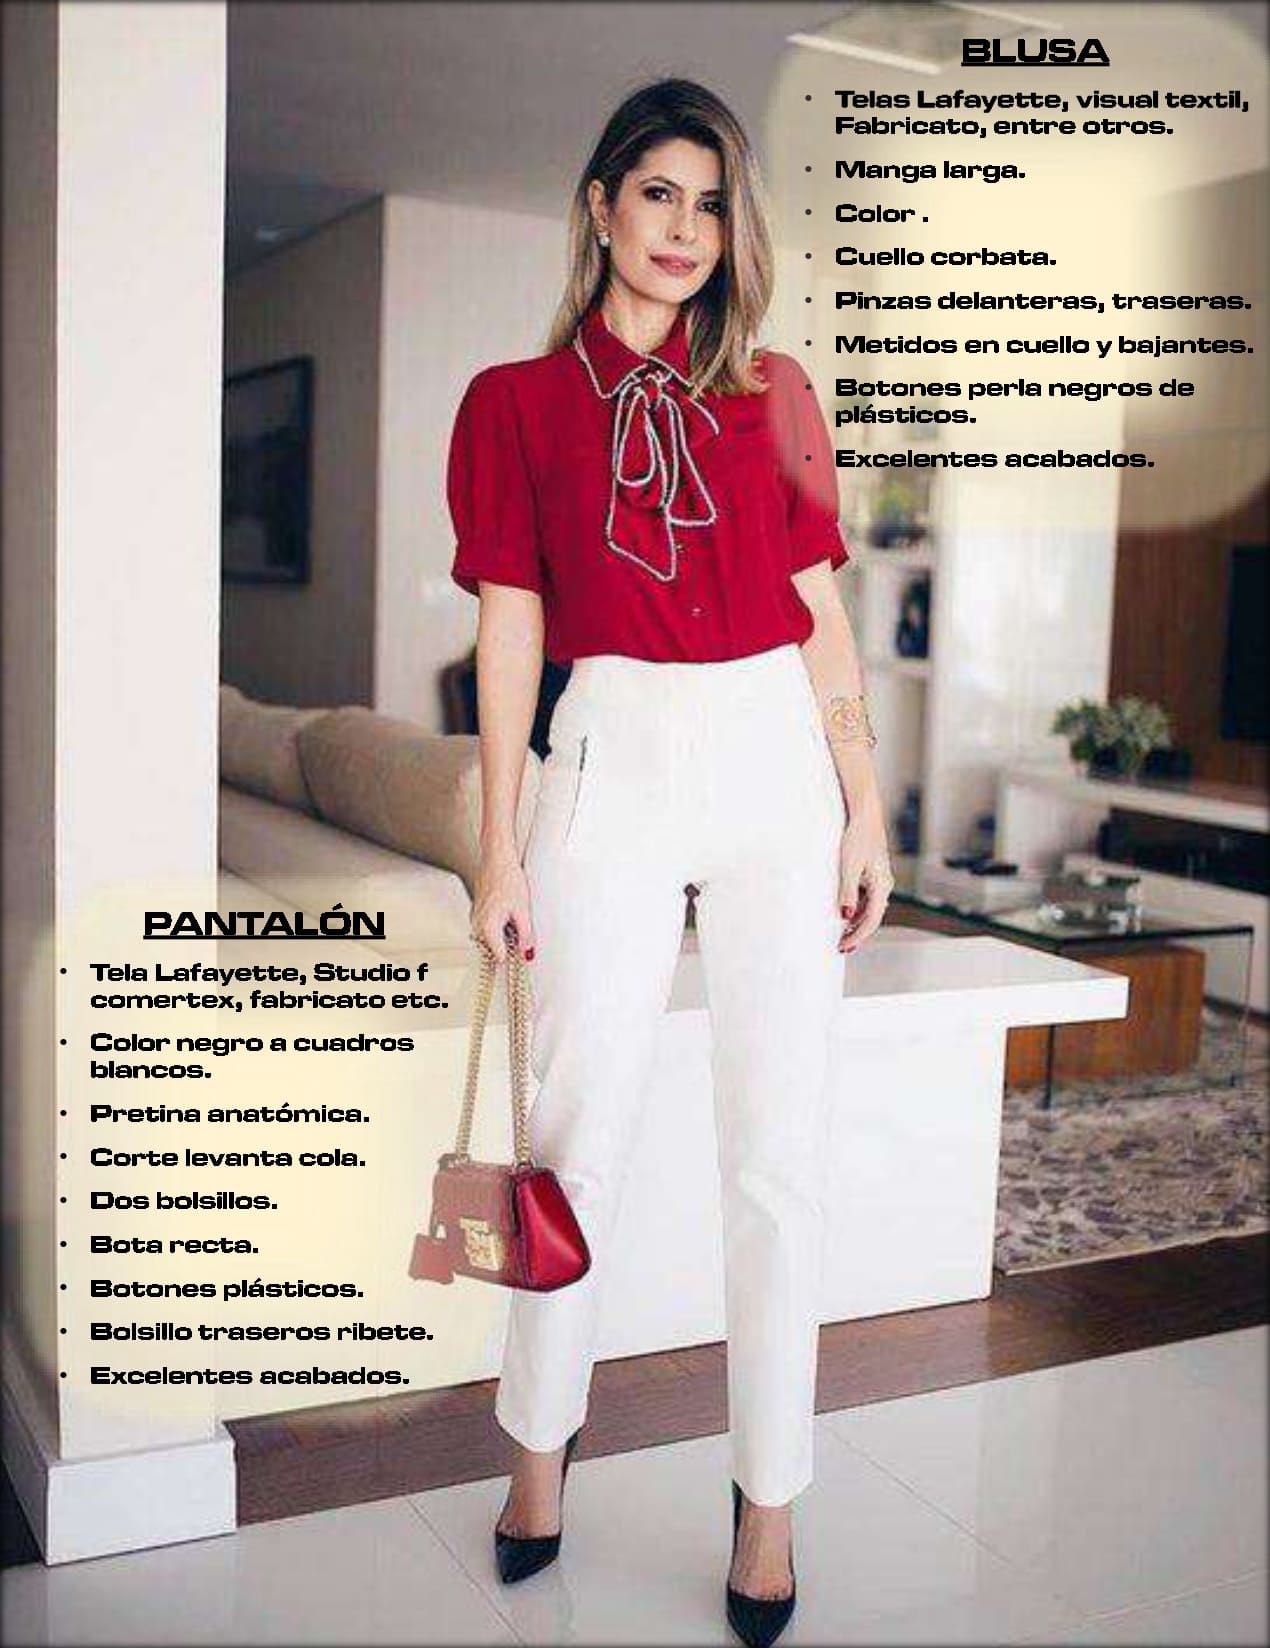 BLUSA
• Telas Lafayette, visual textil,
Fabricato, entre otros.
• Manga larga.
• Color .
• Cuello corbata.
• Pinzas delanteras, traseras.
• Metidos en cuello y bajantes.
• Botones perla negros de
plásticos.
• Excelentes acabados.
PANTALÓN
• Tela Lafayette, Studio f
comertex, fabricato etc.
• Color negro a cuadros
blancos.
• Pretina anatómica.
• Corte levanta cola.
• Dos bolsillos.
• Bota recta.
• Botones plásticos.
• Bolsillo traseros ribete.
• Excelentes acabados.